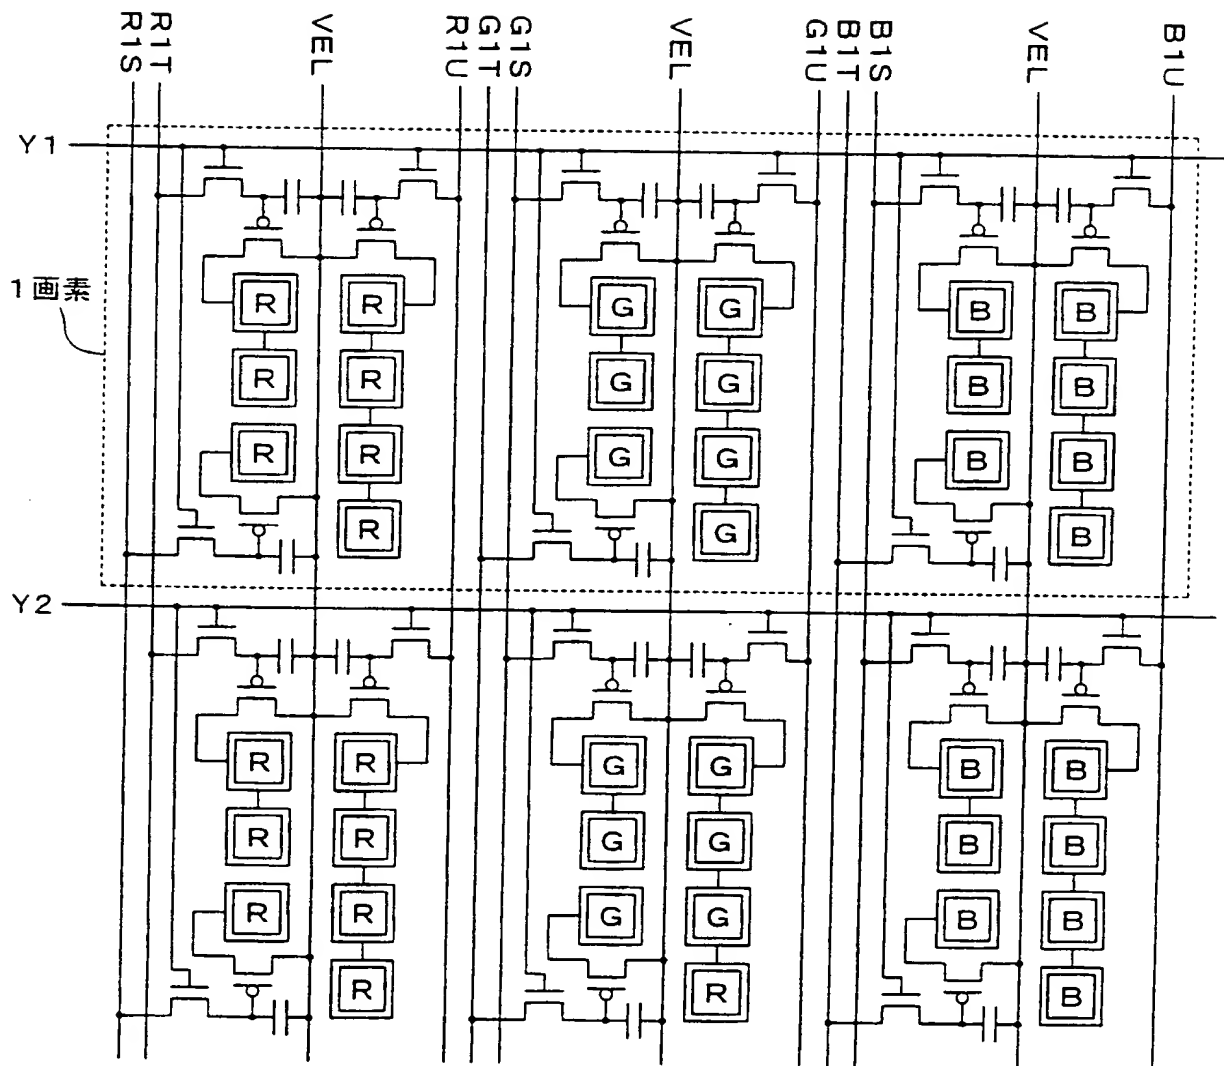 R1S
R1T
VEL
R1U
G1T
G1S
VEL
G1U
B1T
B1S
VEL
B1U
Y1
1画素
R R G G B B
R R G G B B
R R G G B B
R G B
Y2
R R G G B B
R R G G B B
R R G G B B
R R B